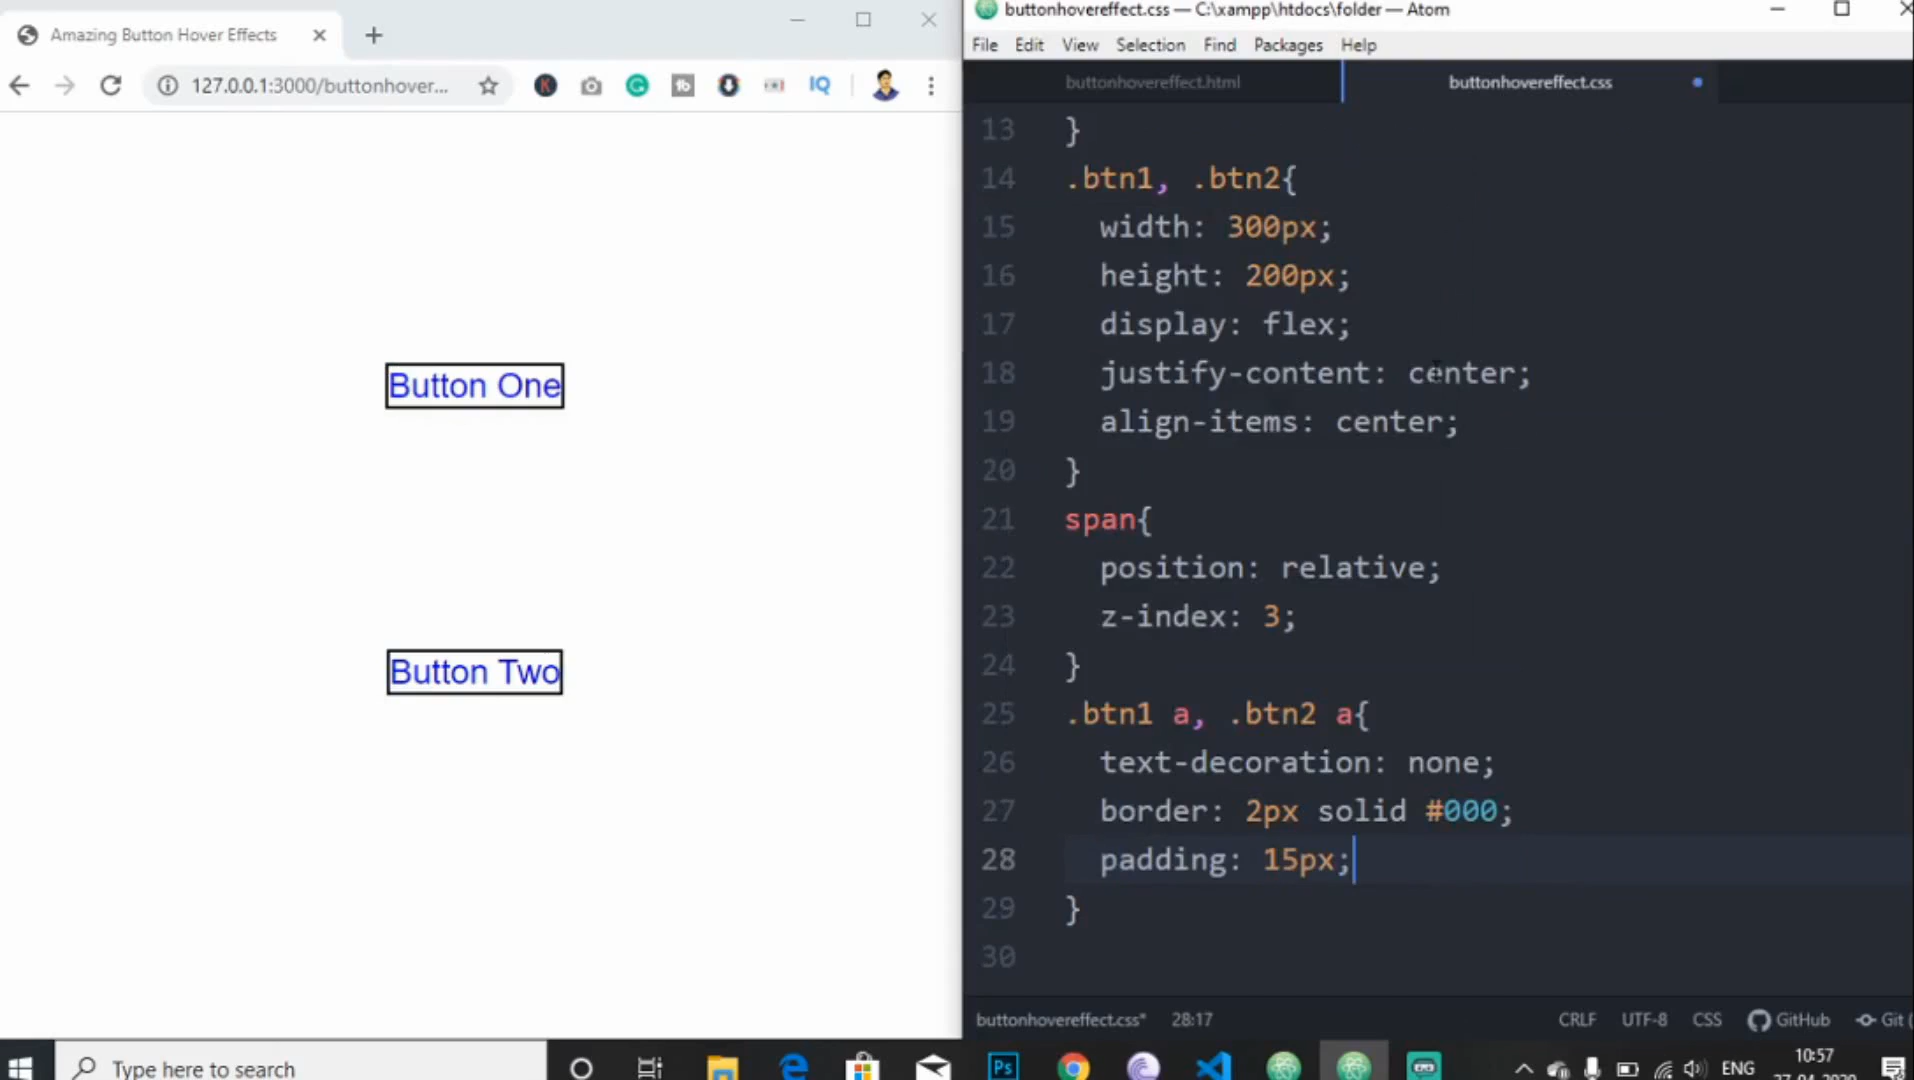 Amazing Button Hover Effects
127.0.0.1:3000/buttonhover...
IQ
Button One
Button Two
buttonhovereffect.css — C:\xampp\htdocs\folder — Atom
File Edit View Selection Find Packages Help
buttonhovereffect.html
buttonhovereffect.css
13 }
14 .btn1, .btn2{
15 width: 300px;
16 height: 200px;
17 display: flex;
18 justify-content: center;
19 align-items: center;
20 }
21 span{
22 position: relative;
23 z-index: 3;
24 }
25 .btn1 a, .btn2 a{
26 text-decoration: none;
27 border: 2px solid #000;
28 padding: 15px;
29 }
30
buttonhovereffect.css* 28:17 CRLF UTF-8 CSS GitHub Git (
Type here to search
Ps
ENG
10:57